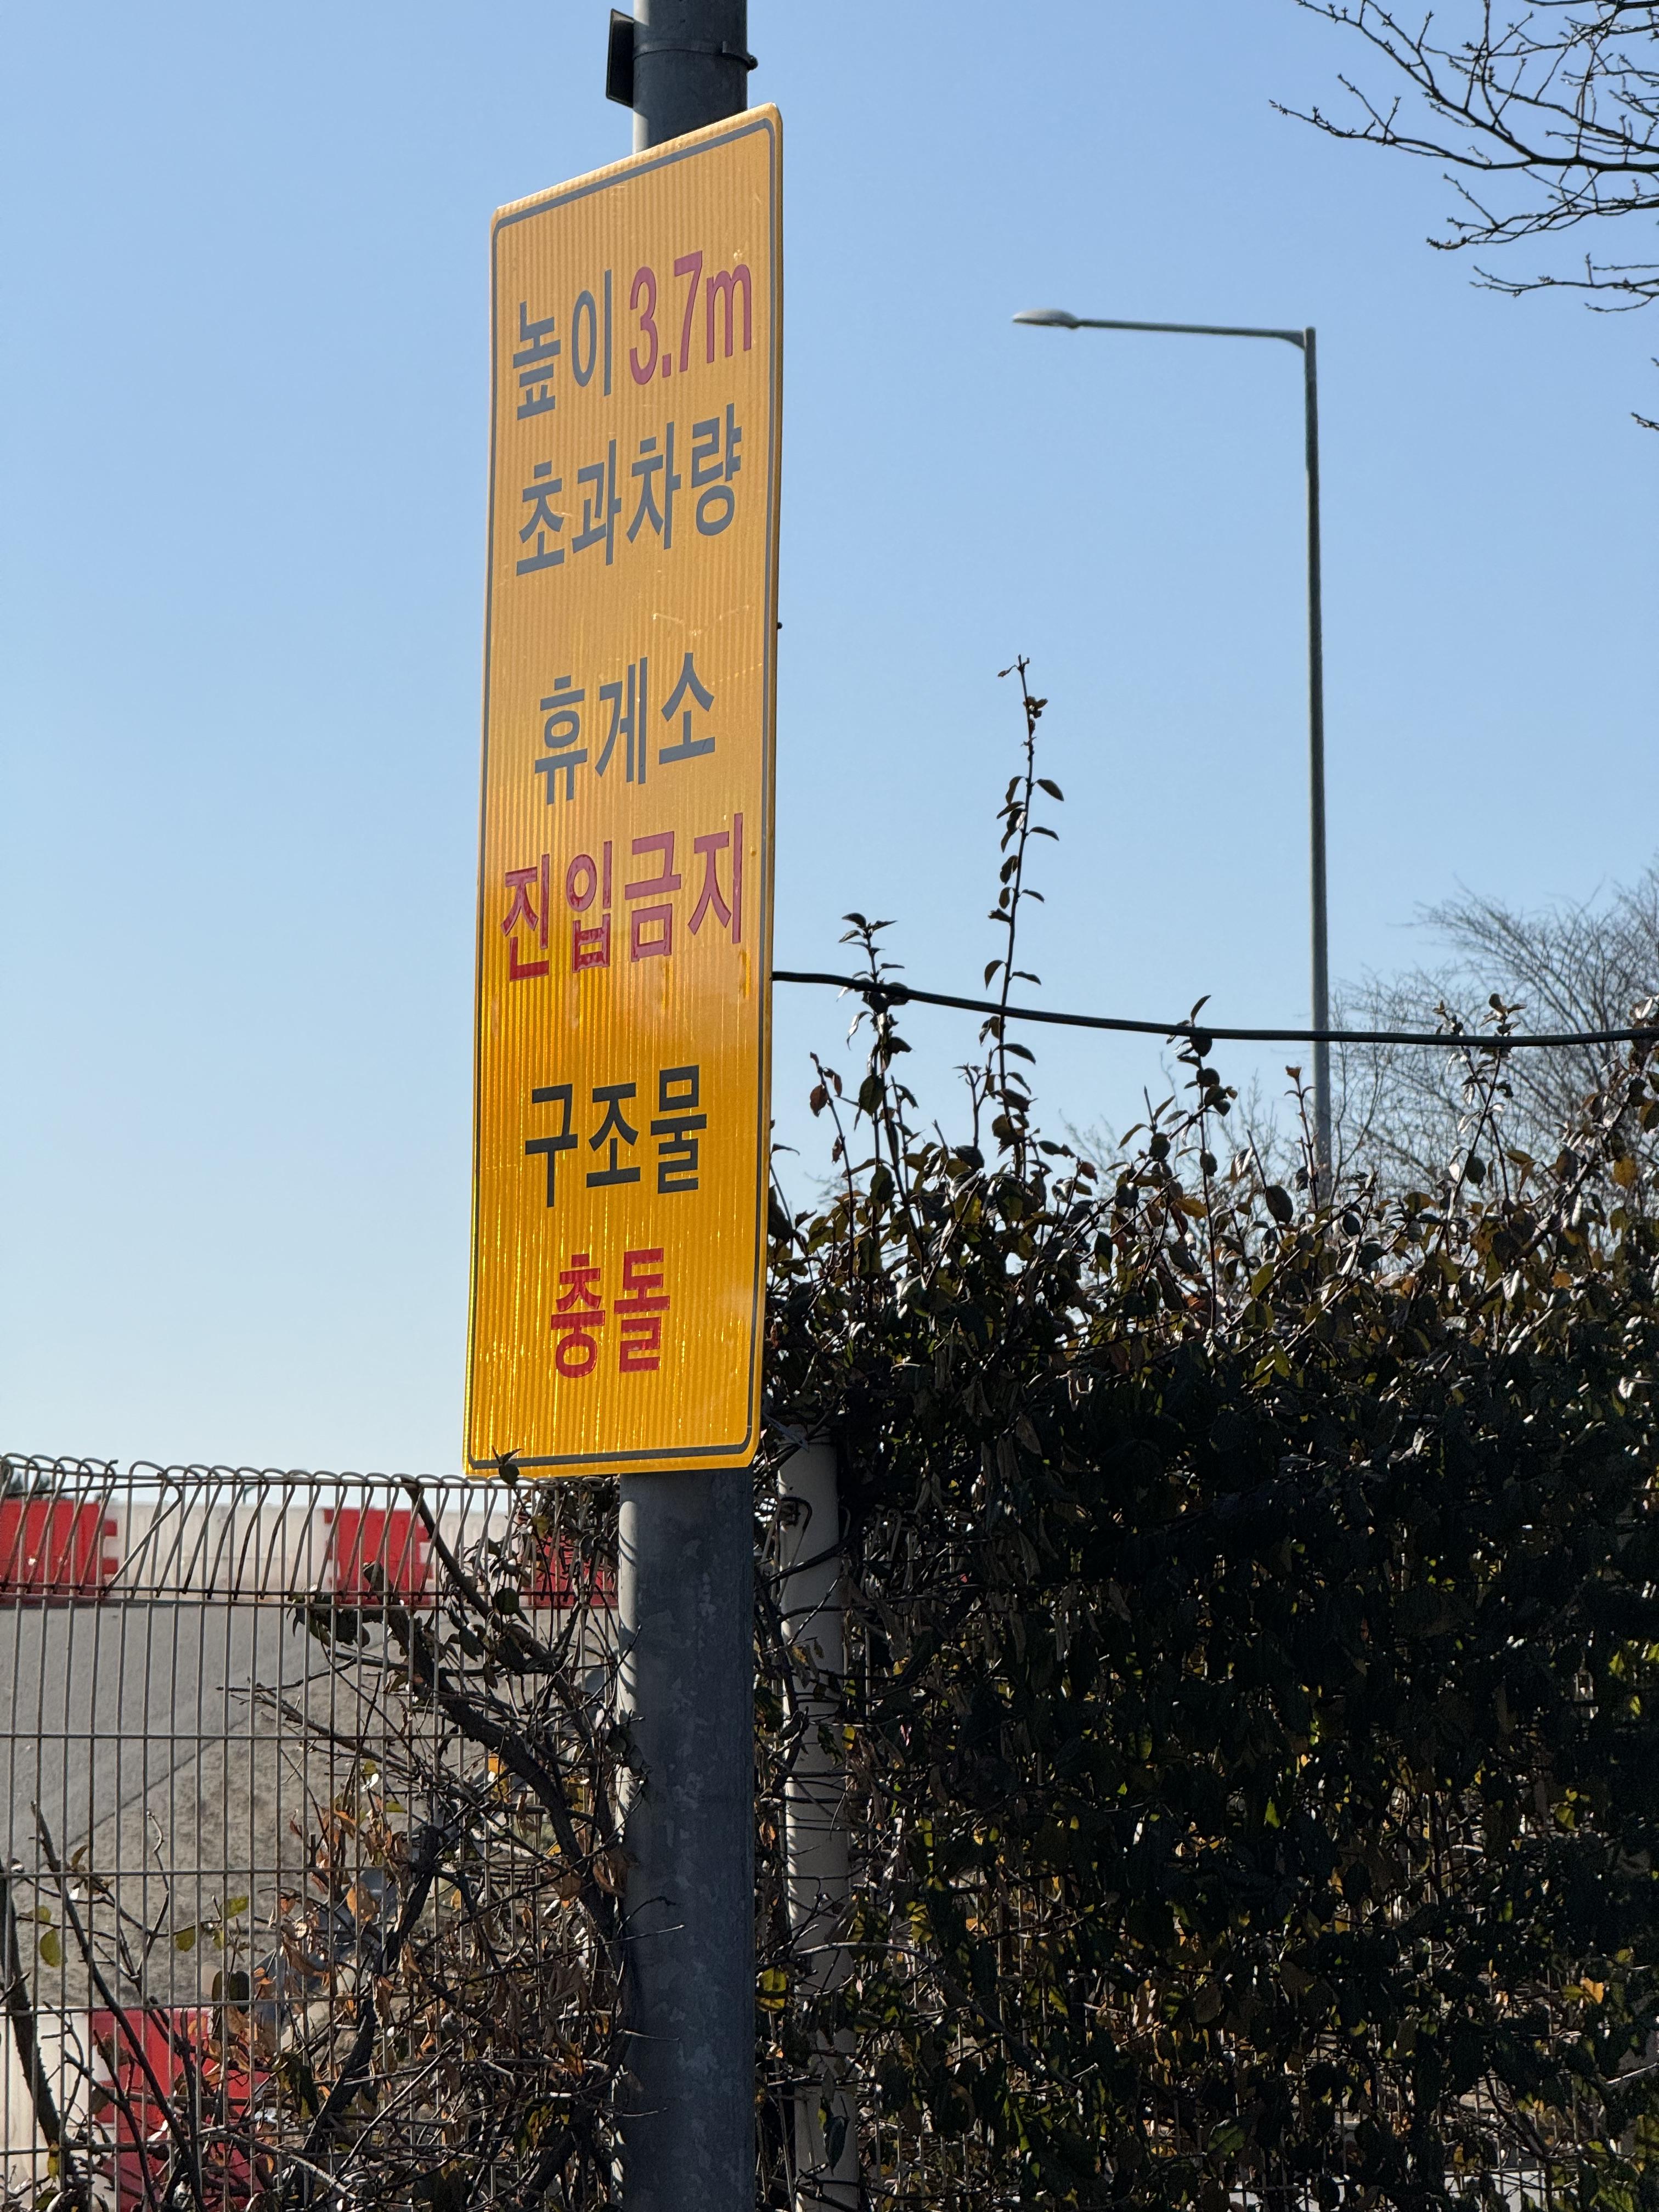 높이 3.7m
초과차량
휴게소
진입금지
구조물
충돌